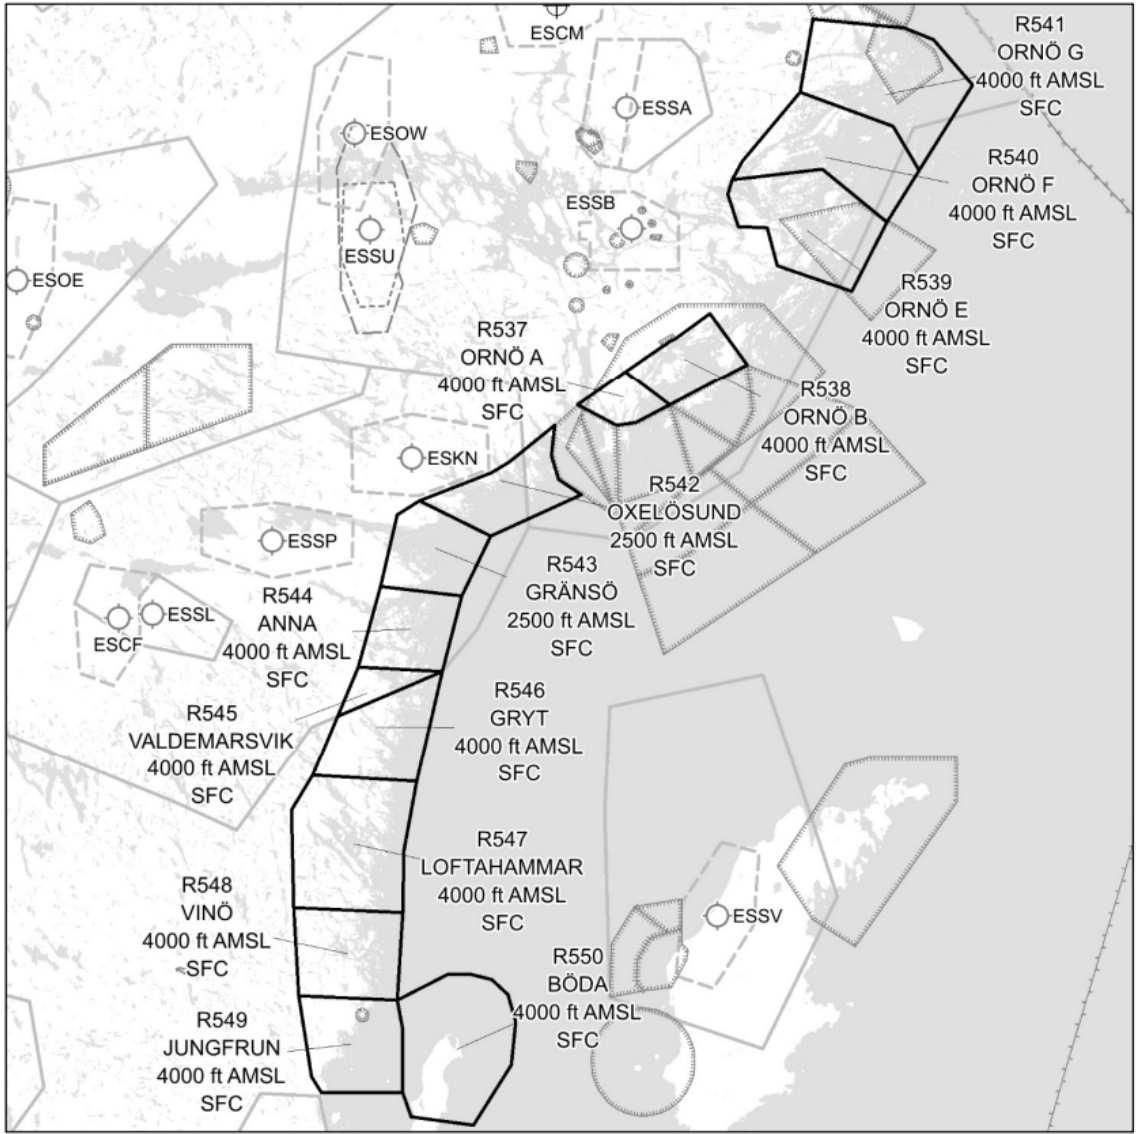 R541
ORNÖ G
4000 ft AMSL
SFC
ESCM
ESSA
ESOW
R540
ORNÖ F
4000 ft AMSL
SFC
ESSB
ESSU
ESOE
R539
ORNÖ E
4000 ft AMSL
SFC
R537
ORNÖ A
4000 ft AMSL
SFC
R538
ORNÖ B
4000 ft AMSL
SFC
ESKN
R542
OXELÖSUND
2500 ft AMSL
SFC
ESSP
R543
GRÄNSÖ
2500 ft AMSL
SFC
R544
ANNA
4000 ft AMSL
SFC
ESSL
ESCF
R546
GRYT
4000 ft AMSL
SFC
R545
VALDEMARSVIK
4000 ft AMSL
SFC
R547
LOFTAHAMMAR
4000 ft AMSL
SFC
R548
VINÖ
4000 ft AMSL
SFC
ESSV
R550
BÖDA
4000 ft AMSL
SFC
R549
JUNGFRUN
4000 ft AMSL
SFC